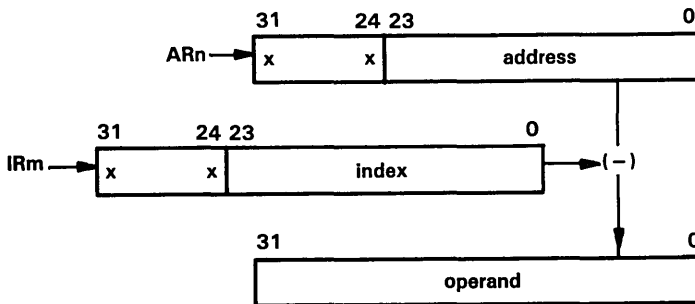 31 24 23 0
ARn x x address
31 24 23 0
IRm x x index (–)
31 0
operand